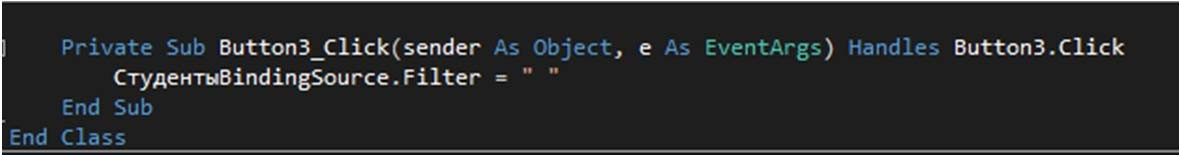 Private Sub Button3_Click(sender As Object, e As EventArgs) Handles Button3.Click
СтудентыBindingSource.Filter = " "
End Sub
End Class